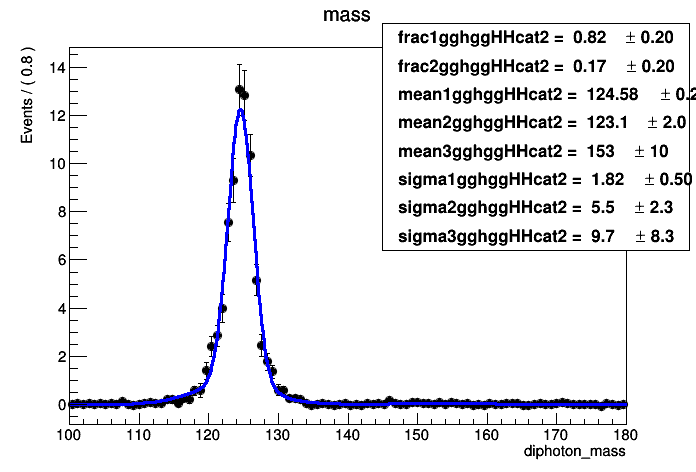 mass
frac1gghggHHcat2 = 0.82 ± 0.20
frac2gghggHHcat2 = 0.17 ± 0.20
mean1gghggHHcat2 = 124.58 ± 0.2
mean2gghggHHcat2 = 123.1 ± 2.0
mean3gghggHHcat2 = 153 ± 10
sigma1gghggHHcat2 = 1.82 ± 0.50
sigma2gghggHHcat2 = 5.5 ± 2.3
sigma3gghggHHcat2 = 9.7 ± 8.3
Events / ( 0.8 )
14
12
10
8
6
4
2
0
100 110 120 130 140 150 160 170 180
diphoton_mass